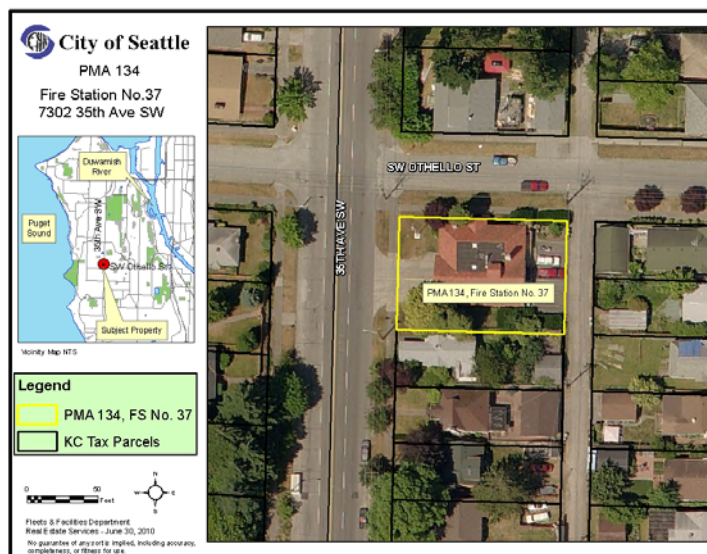 City of Seattle
PMA 134
Fire Station No.37
7302 35th Ave SW
Duwamish
River
Puget
Sound
35th Ave SW
SW Othello St
Subject Property
Vicinity Map NTS
Legend
PMA 134, FS No. 37
KC Tax Parcels
0 50
Feet
N
W E
S
Fleets & Facilities Department
Real Estate Services - June 30, 2010
No guarantee of any sort is implied, including accuracy,
completeness, or fitness for use.
SW OTHELLO ST
35TH AVE SW
PMA 134, Fire Station No. 37